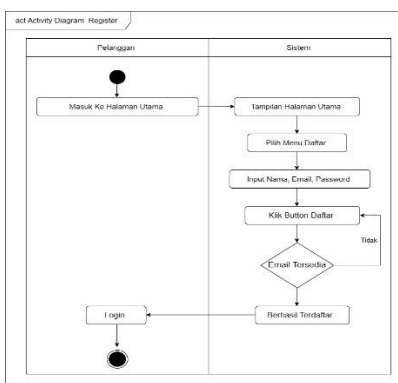 act Activity Diagram Register
Pelanggan
Sistem
Masuk Ke Halaman Utama
Tampilan Halaman Utama
Pilih Menu Daftar
Input Nama, Email, Password
Klik Button Daftar
Tidak
Email Tersedia
Berhasil Terdaftar
Login